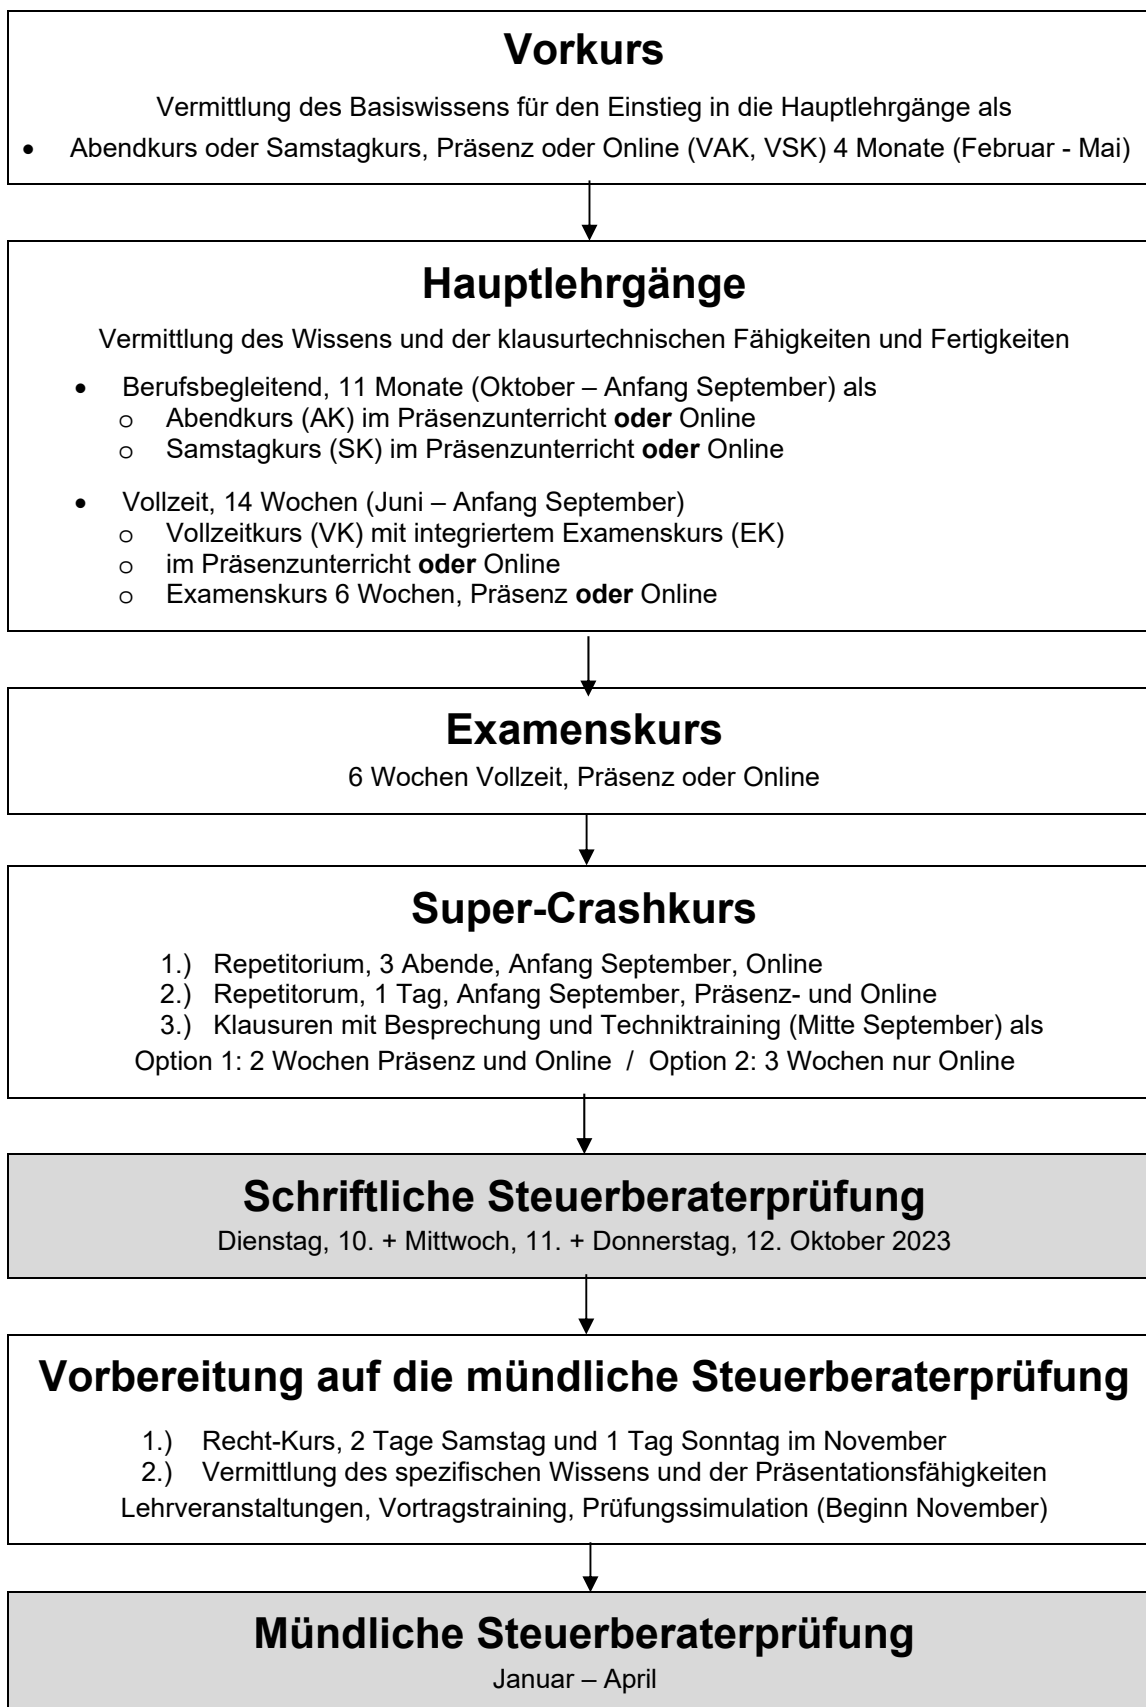 Vorkurs
Vermittlung des Basiswissens für den Einstieg in die Hauptlehrgänge als
• Abendkurs oder Samstagkurs, Präsenz oder Online (VAK, VSK) 4 Monate (Februar - Mai)
Hauptlehrgänge
Vermittlung des Wissens und der klausurtechnischen Fähigkeiten und Fertigkeiten
• Berufsbegleitend, 11 Monate (Oktober – Anfang September) als
o Abendkurs (AK) im Präsenzunterricht oder Online
o Samstagkurs (SK) im Präsenzunterricht oder Online
• Vollzeit, 14 Wochen (Juni – Anfang September)
o Vollzeitkurs (VK) mit integriertem Examenskurs (EK)
o im Präsenzunterricht oder Online
o Examenskurs 6 Wochen, Präsenz oder Online
Examenskurs
6 Wochen Vollzeit, Präsenz oder Online
Super-Crashkurs
1.) Repetitorium, 3 Abende, Anfang September, Online
2.) Repetitorum, 1 Tag, Anfang September, Präsenz- und Online
3.) Klausuren mit Besprechung und Techniktraining (Mitte September) als
Option 1: 2 Wochen Präsenz und Online / Option 2: 3 Wochen nur Online
Schriftliche Steuerberaterprüfung
Dienstag, 10. + Mittwoch, 11. + Donnerstag, 12. Oktober 2023
Vorbereitung auf die mündliche Steuerberaterprüfung
1.) Recht-Kurs, 2 Tage Samstag und 1 Tag Sonntag im November
2.) Vermittlung des spezifischen Wissens und der Präsentationsfähigkeiten
Lehrveranstaltungen, Vortragstraining, Prüfungssimulation (Beginn November)
Mündliche Steuerberaterprüfung
Januar – April